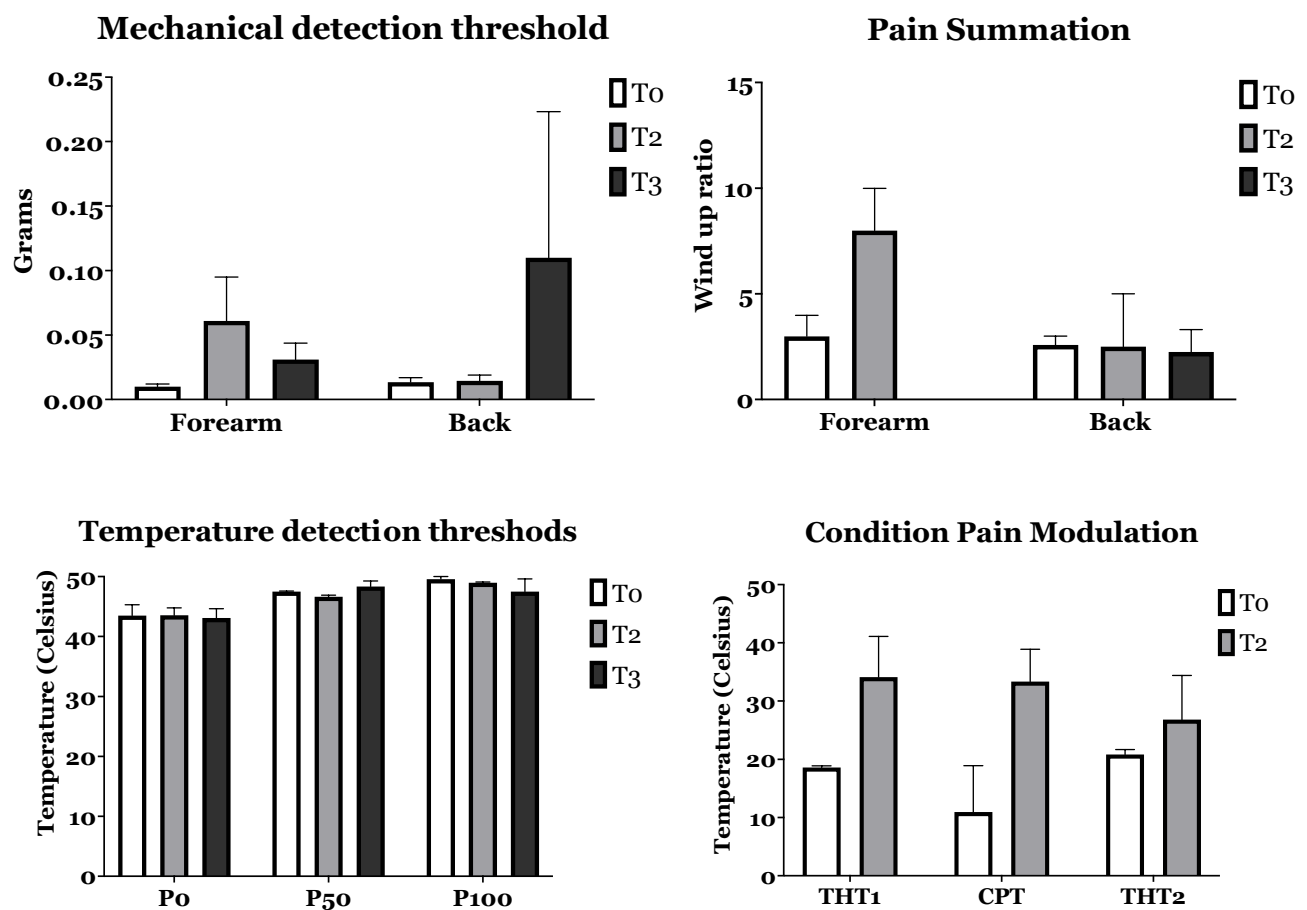 Mechanical detection threshold
0.25
0.20
0.15
0.10
0.05
0.00
Grams
Forearm
Back
T0
T2
T3
Pain Summation
15
10
5
0
Wind up ratio
Forearm
Back
T0
T2
T3
Temperature detection threshods
50
40
30
20
10
0
Temperature (Celsius)
P0
P50
P100
T0
T2
T3
Condition Pain Modulation
50
40
30
20
10
0
Temperature (Celsius)
THT1
CPT
THT2
T0
T2